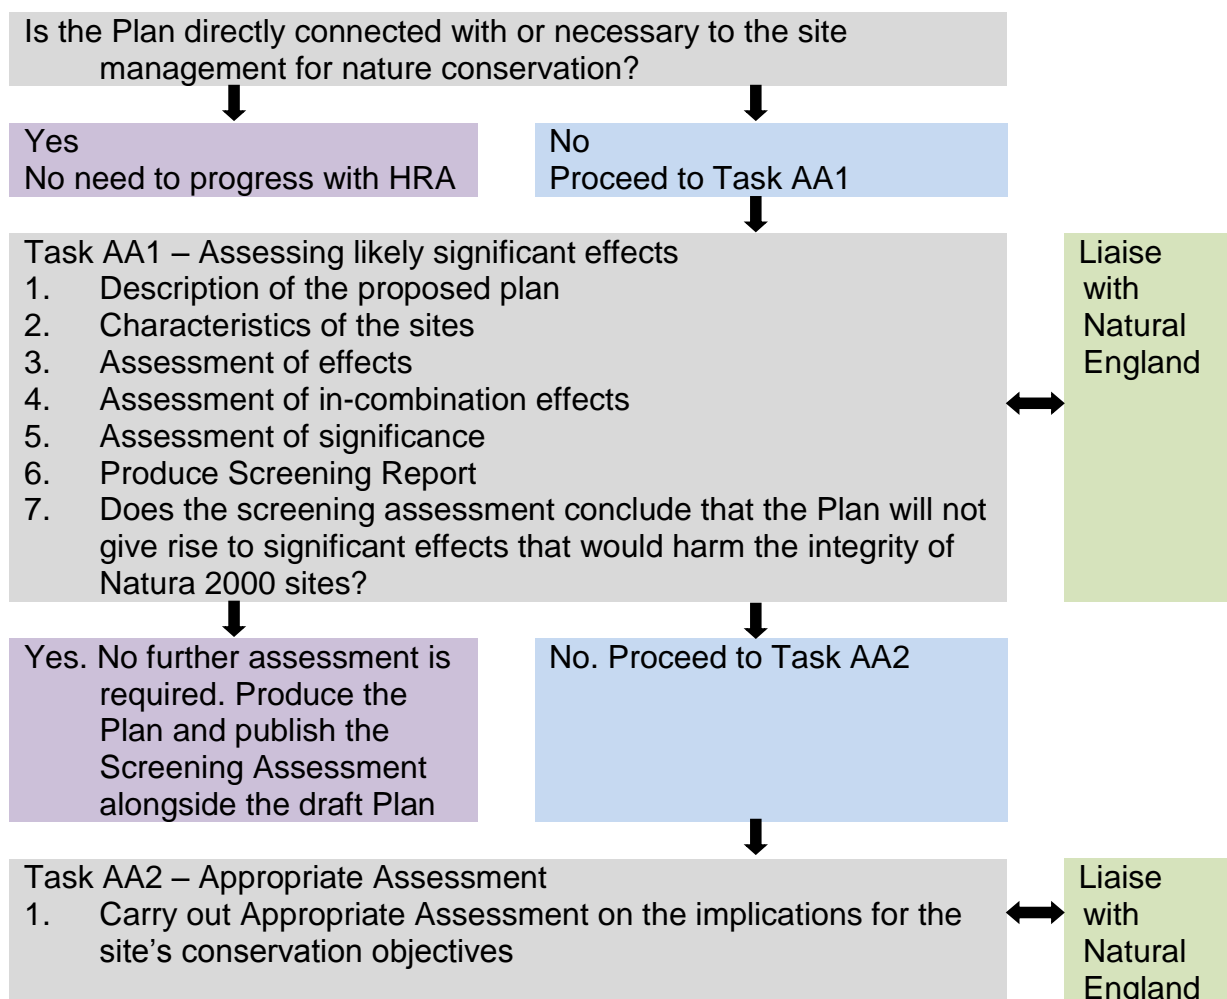 Is the Plan directly connected with or necessary to the site
management for nature conservation?
Yes
No need to progress with HRA
No
Proceed to Task AA1
Task AA1 – Assessing likely significant effects
1. Description of the proposed plan
2. Characteristics of the sites
3. Assessment of effects
4. Assessment of in-combination effects
5. Assessment of significance
6. Produce Screening Report
7. Does the screening assessment conclude that the Plan will not
give rise to significant effects that would harm the integrity of
Natura 2000 sites?
Liaise
with
Natural
England
Yes. No further assessment is
required. Produce the
Plan and publish the
Screening Assessment
alongside the draft Plan
No. Proceed to Task AA2
Task AA2 – Appropriate Assessment
1. Carry out Appropriate Assessment on the implications for the
site’s conservation objectives
Liaise
with
Natural
England